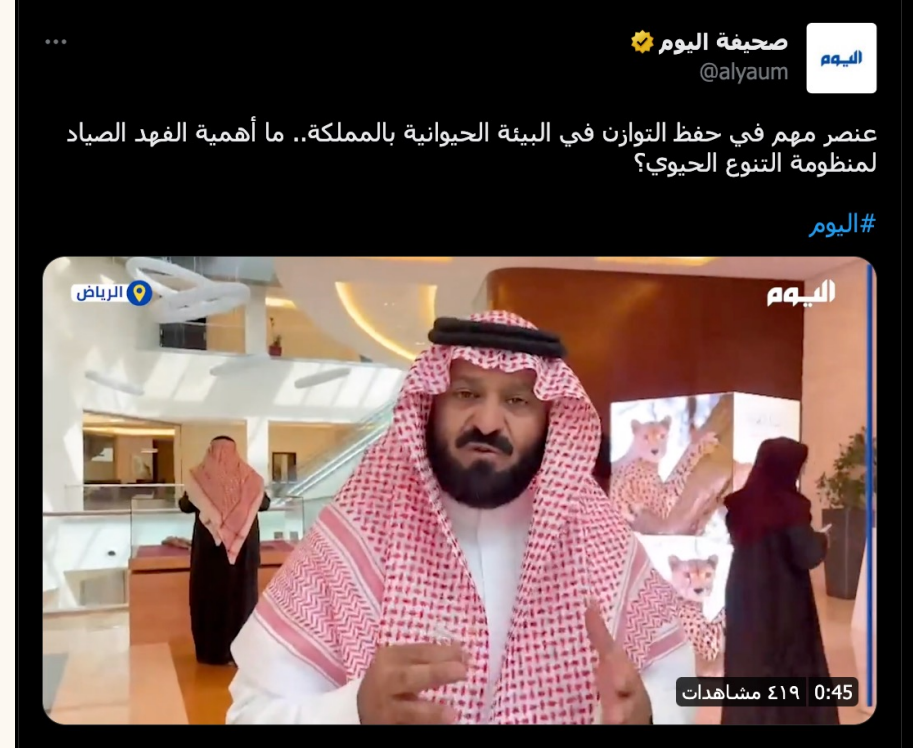 صحيفة اليوم
@alyaum
اليوم
عنصر مهم في حفظ التوازن في البيئة الحيوانية بالمملكة.. ما أهمية الفهد الصياد
لمنظومة التنوع الحيوي؟
#اليوم
اليوم
الرياض
0:45 ٤١٩ مشاهدات